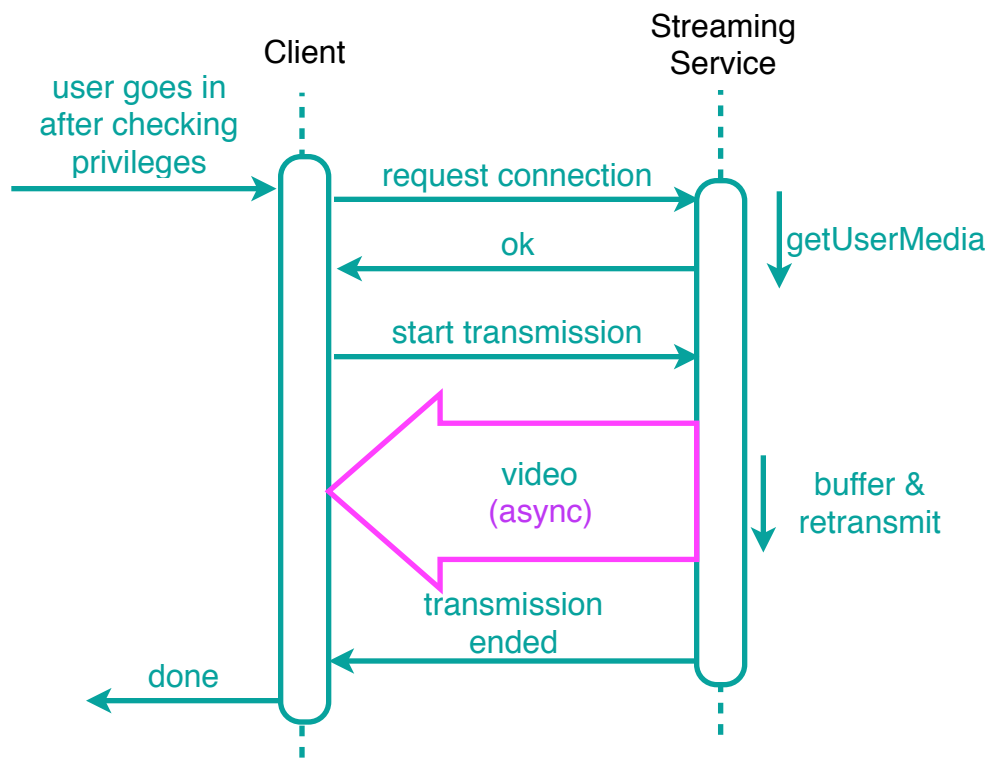 Client
Streaming
Service
user goes in
after checking
privileges
request connection
getUserMedia
ok
start transmission
video
(async)
buffer &
retransmit
transmission
ended
done